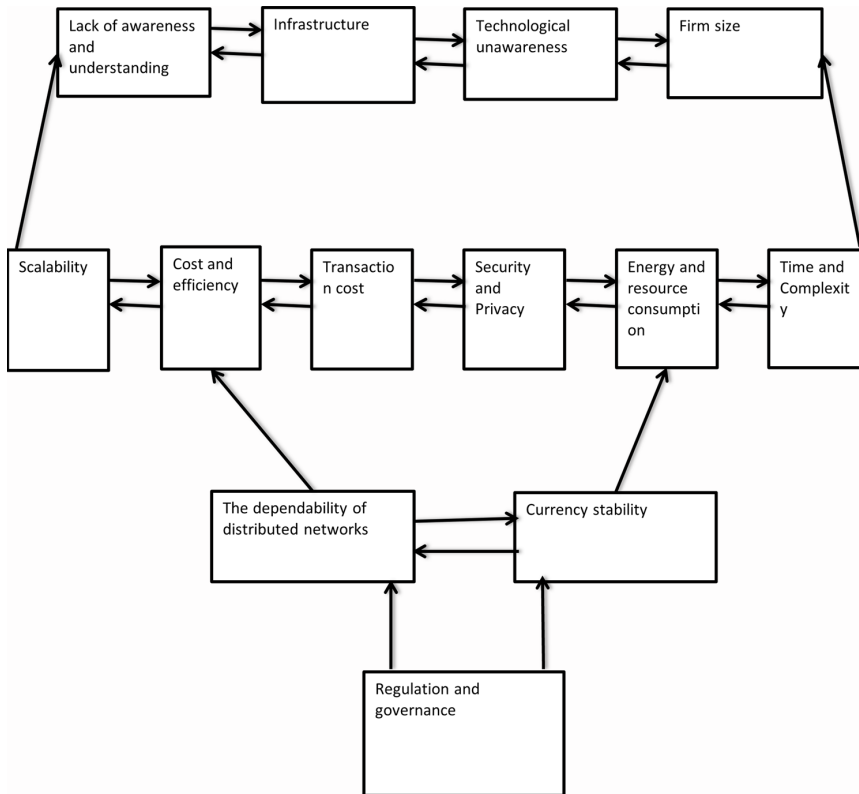 Lack of awareness
and
understanding
Infrastructure
Technological
unawareness
Firm size
Scalability
Cost and
efficiency
Transactio
n cost
Security
and
Privacy
Energy and
resource
consumpti
on
Time and
Complexit
y
The dependability of
distributed networks
Currency stability
Regulation and
governance